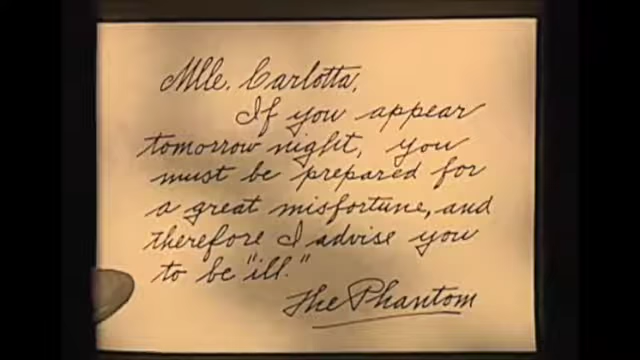 Mlle. Carlotta,
If you appear
tomorrow night, you
must be prepared for
a great misfortune, and
therefore I advise you
to be "ill."
The Phantom